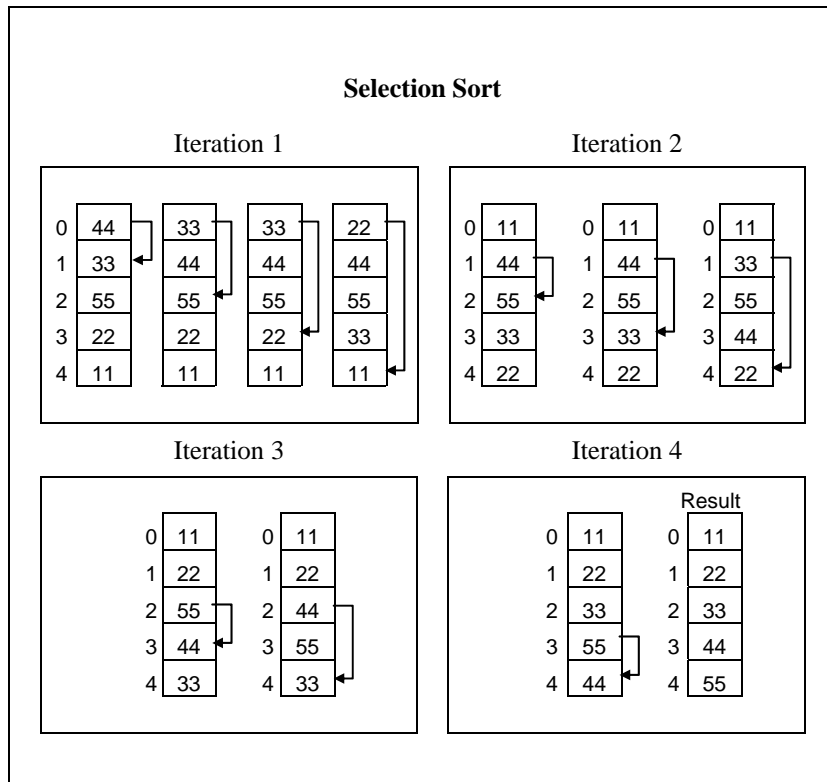 Selection Sort
Iteration 1
0 44 33 33 22
1 33 44 44 44
2 55 55 55 55
3 22 22 22 33
4 11 11 11 11
Iteration 2
0 11 0 11 0 11
1 44 1 44 1 33
2 55 2 55 2 55
3 33 3 33 3 44
4 22 4 22 4 22
Iteration 3
0 11 0 11
1 22 1 22
2 55 2 44
3 44 3 55
4 33 4 33
Iteration 4
Result
0 11 0 11
1 22 1 22
2 33 2 33
3 55 3 44
4 44 4 55